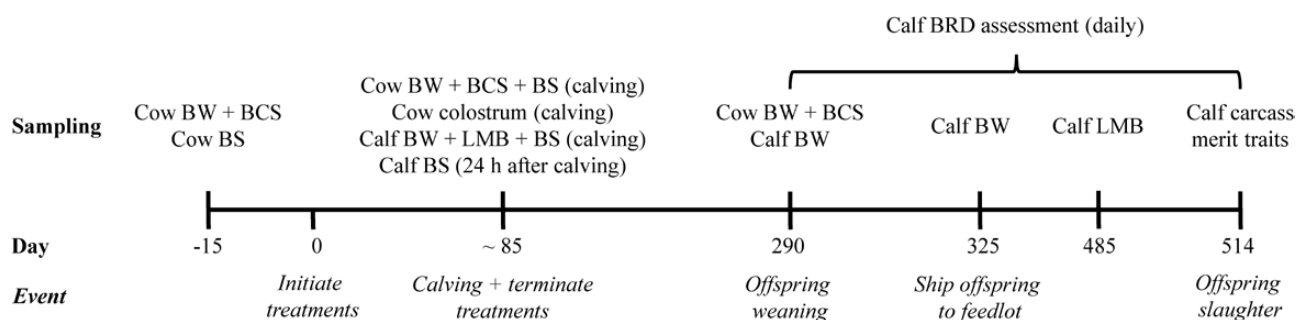 Calf BRD assessment (daily)
Sampling
Cow BW + BCS
Cow BS
Cow BW + BCS + BS (calving)
Cow colostrum (calving)
Calf BW + LMB + BS (calving)
Calf BS (24 h after calving)
Cow BW + BCS
Calf BW
Calf BW
Calf LMB
Calf carcass
merit traits
Day
-15
0
~ 85
290
325
485
514
Event
Initiate
treatments
Calving + terminate
treatments
Offspring
weaning
Ship offspring
to feedlot
Offspring
slaughter